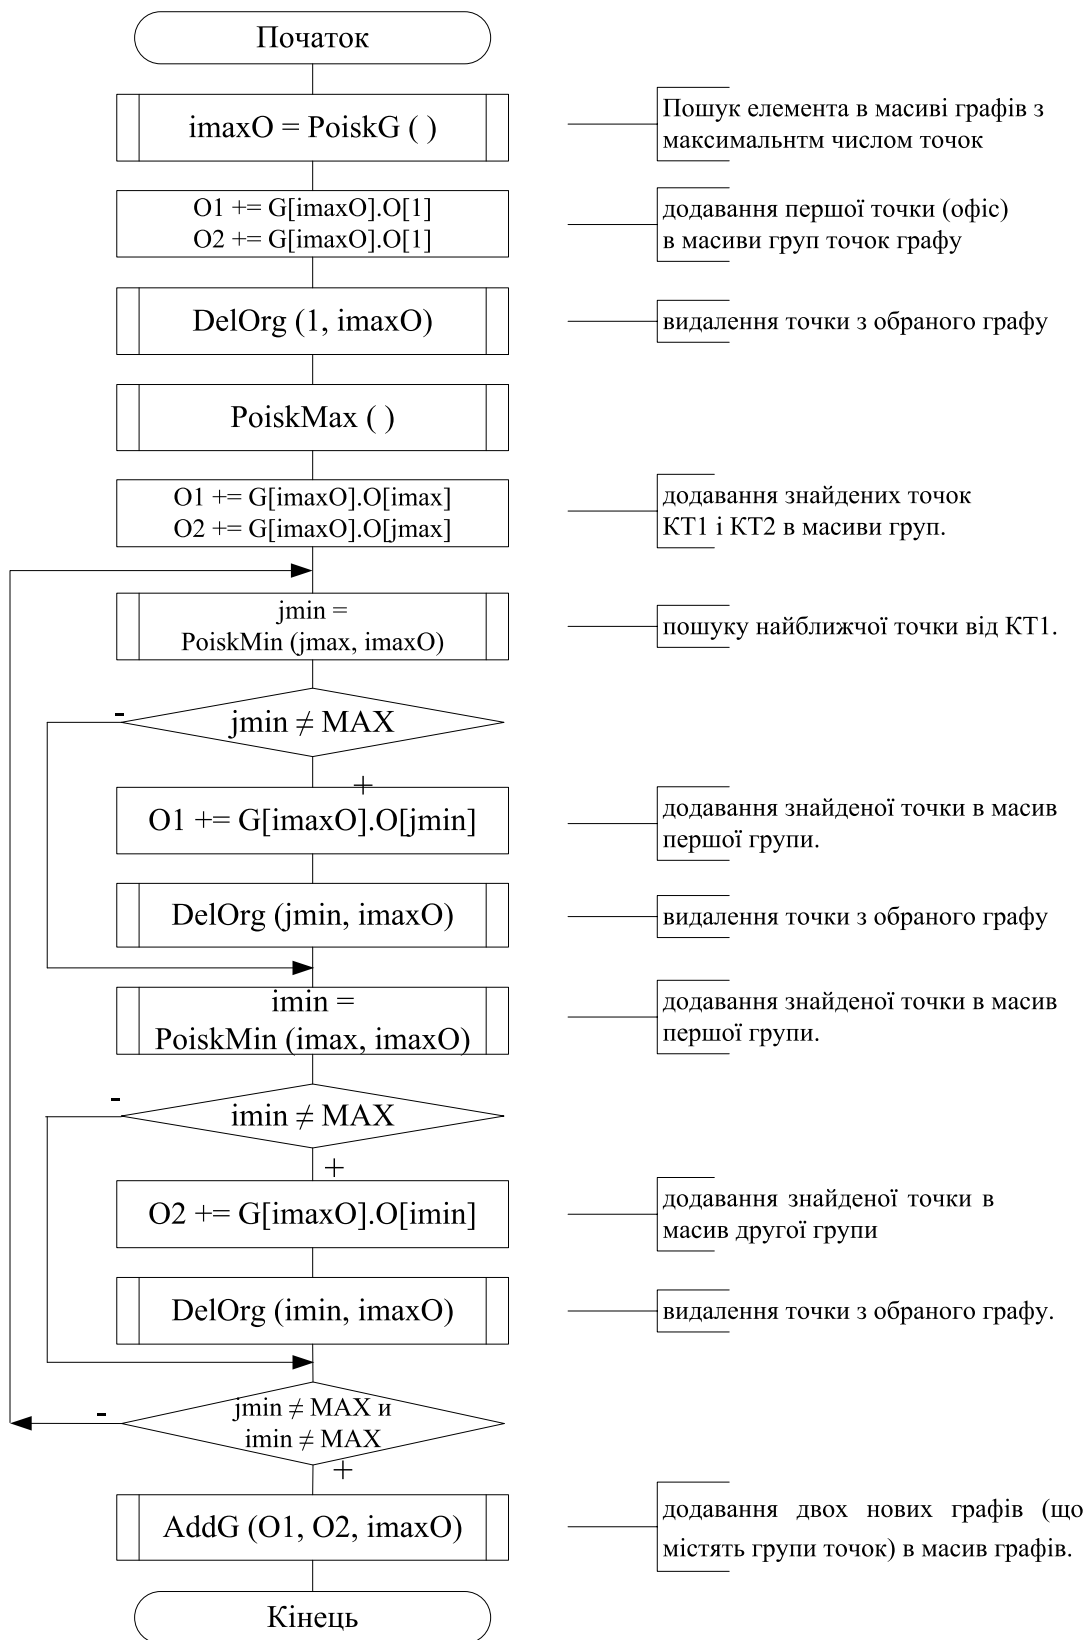 Початок
imaxO = PoiskG ( )
Пошук елемента в масиві графів з
максимальнтм числом точок
O1 += G[imaxO].O[1]
O2 += G[imaxO].O[1]
додавання першої точки (офіс)
в масиви груп точок графу
DelOrg (1, imaxO)
видалення точки з обраного графу
PoiskMax ( )
O1 += G[imaxO].O[imax]
O2 += G[imaxO].O[jmax]
додавання знайдених точок
КТ1 і КТ2 в масиви груп.
jmin =
PoiskMin (jmax, imaxO)
пошуку найближчої точки від КТ1.
-
jmin ≠ MAX
+
O1 += G[imaxO].O[jmin]
додавання знайденої точки в масив
першої групи.
DelOrg (jmin, imaxO)
видалення точки з обраного графу
imin =
PoiskMin (imax, imaxO)
додавання знайденої точки в масив
першої групи.
-
imin ≠ MAX
+
O2 += G[imaxO].O[imin]
додавання знайденої точки в
масив другої групи
DelOrg (imin, imaxO)
видалення точки з обраного графу.
-
jmin ≠ MAX и
imin ≠ MAX
+
AddG (O1, O2, imaxO)
додавання двох нових графів (що
містять групи точок) в масив графів.
Кінець